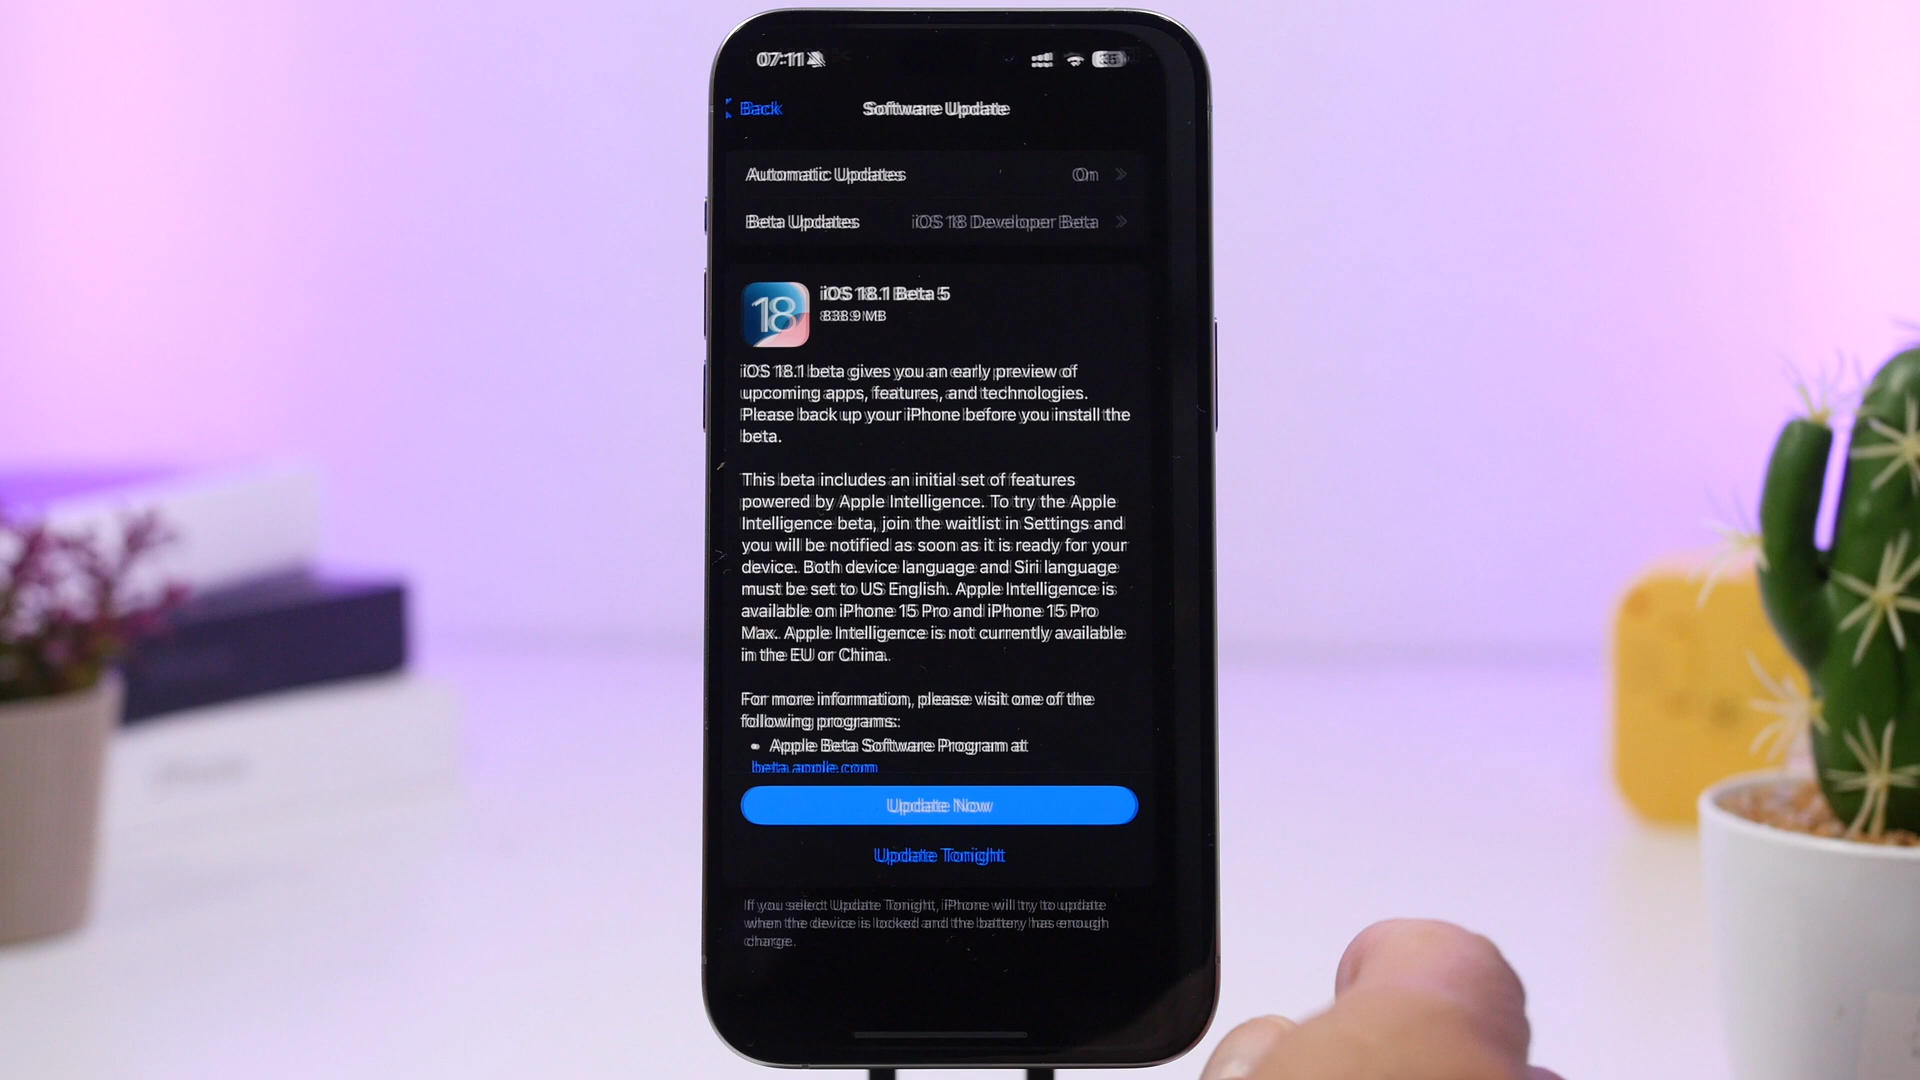 07:11
Back
Software Update
Automatic Updates On
Beta Updates iOS 18 Developer Beta
18
iOS 18.1 Beta 5
838.9 MB
iOS 18.1 beta gives you an early preview of
upcoming apps, features, and technologies.
Please back up your iPhone before you install the
beta.
This beta includes an initial set of features
powered by Apple Intelligence. To try the Apple
Intelligence beta, join the waitlist in Settings and
you will be notified as soon as it is ready for your
device. Both device language and Siri language
must be set to US English. Apple Intelligence is
available on iPhone 15 Pro and iPhone 15 Pro
Max. Apple Intelligence is not currently available
in the EU or China.
For more information, please visit one of the
following programs:
• Apple Beta Software Program at
beta.apple.com
Update Now
Update Tonight
If you select Update Tonight, iPhone will try to update
when the device is locked and the battery has enough
charge.